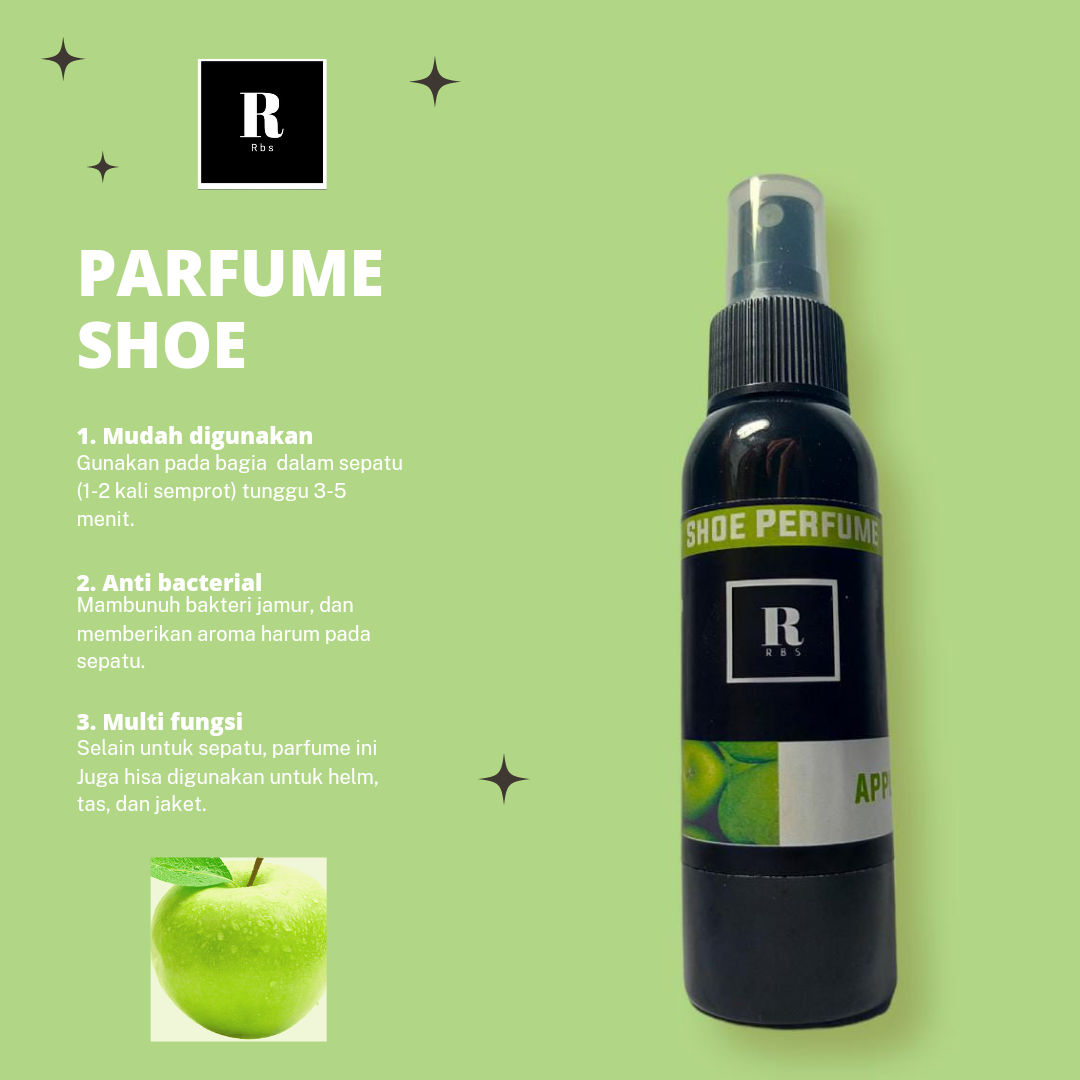 R
Rbs
PARFUME
SHOE
1. Mudah digunakan
Gunakan pada bagia dalam sepatu
(1-2 kali semprot) tunggu 3-5
menit.
2. Anti bacterial
Mambunuh bakteri jamur, dan
memberikan aroma harum pada
sepatu.
3. Multi fungsi
Selain untuk sepatu, parfume ini
Juga hisa digunakan untuk helm,
tas, dan jaket.
SHOE PERFUME
R
RBS
APP